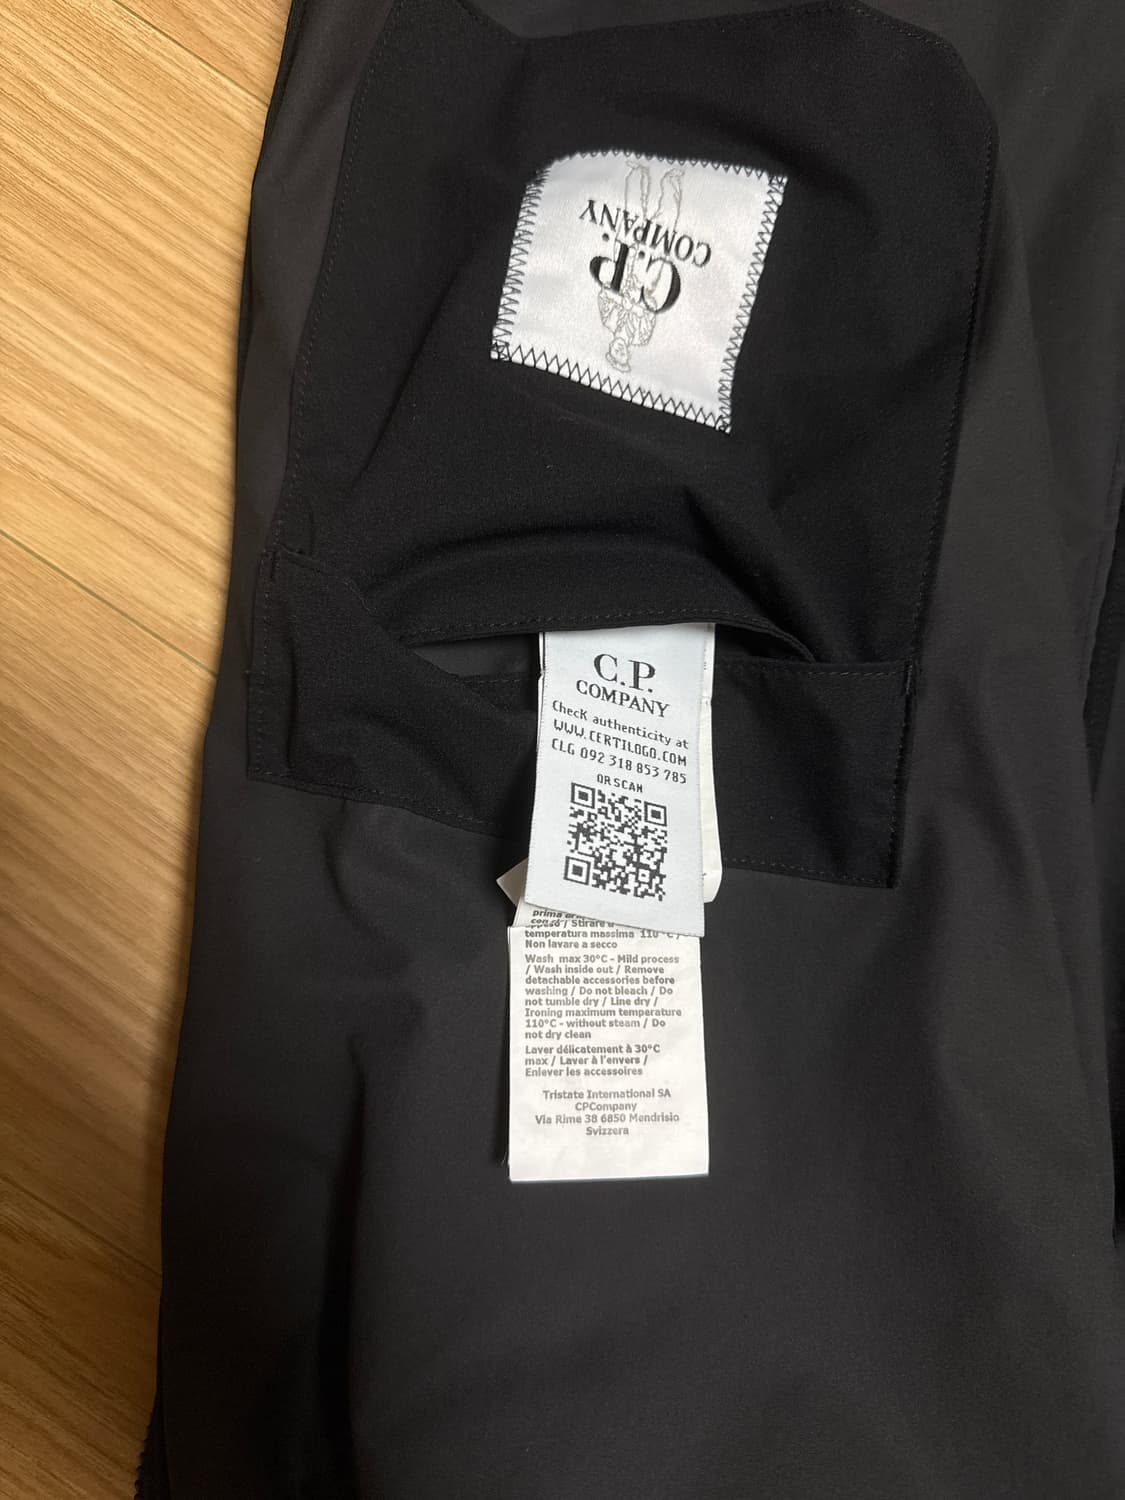 C.P.
COMPANY
C.P.
COMPANY
Check authenticity at
WWW.CERTILOGO.COM
CLG 092 318 853 785
QR SCAN
prima
/ Stirare a
temperatura massima 110°C /
Non lavare a secco
Wash max 30°C - Mild process
/ Wash inside out / Remove
detachable accessories before
washing / Do not bleach / Do
not tumble dry / Line dry /
Ironing maximum temperature
110°C - without steam / Do
not dry clean
Laver délicatement à 30°C
max / Laver à l'envers /
Enlever les accessoires
Tristate International SA
CPCompany
Via Rime 38 6850 Mendrisio
Svizzera